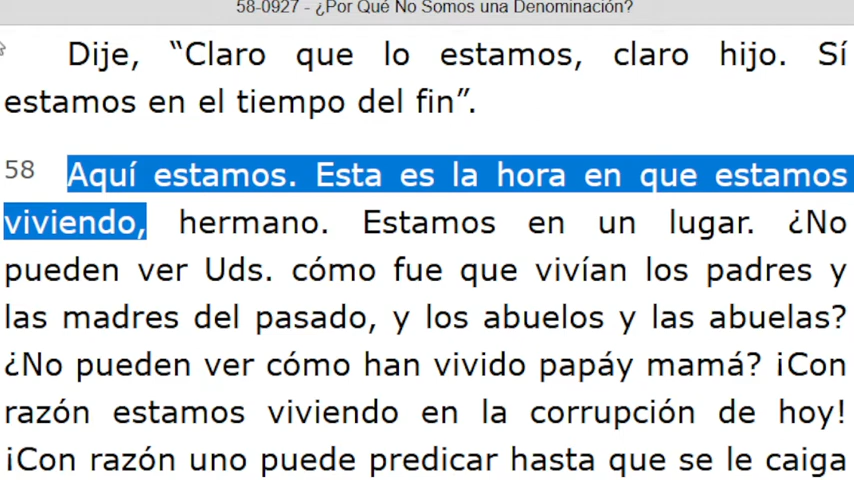 58-0927 - ¿Por Qué No Somos una Denominación?
Dije, “Claro que lo estamos, claro hijo. Sí
estamos en el tiempo del fin”.
58 Aquí estamos. Esta es la hora en que estamos
viviendo, hermano. Estamos en un lugar. ¿No
pueden ver Uds. cómo fue que vivían los padres y
las madres del pasado, y los abuelos y las abuelas?
¿No pueden ver cómo han vivido papáy mamá? ¡Con
razón estamos viviendo en la corrupción de hoy!
¡Con razón uno puede predicar hasta que se le caiga